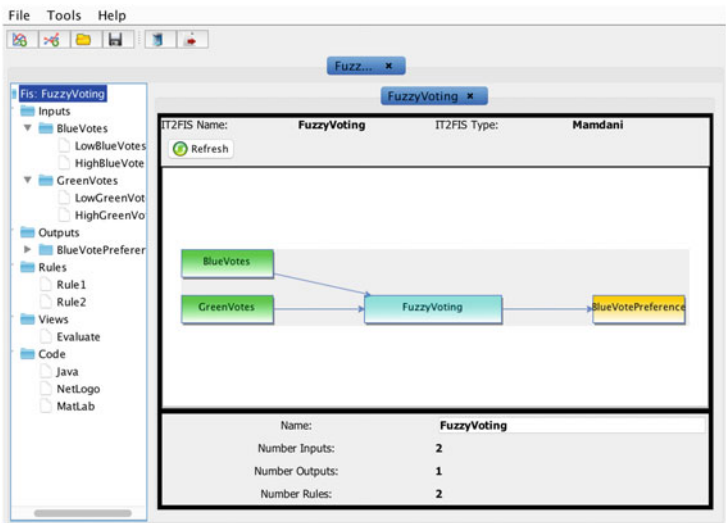 File Tools Help
Fuzz... ×
Fis: FuzzyVoting
Inputs
BlueVotes
LowBlueVotes
HighBlueVote
GreenVotes
LowGreenVot
HighGreenVo
Outputs
BlueVotePreferer
Rules
Rule1
Rule2
Views
Evaluate
Code
Java
NetLogo
MatLab
FuzzyVoting ×
IT2FIS Name: FuzzyVoting IT2FIS Type: Mamdani
Refresh
BlueVotes
GreenVotes FuzzyVoting BlueVotePreference
Name: FuzzyVoting
Number Inputs: 2
Number Outputs: 1
Number Rules: 2